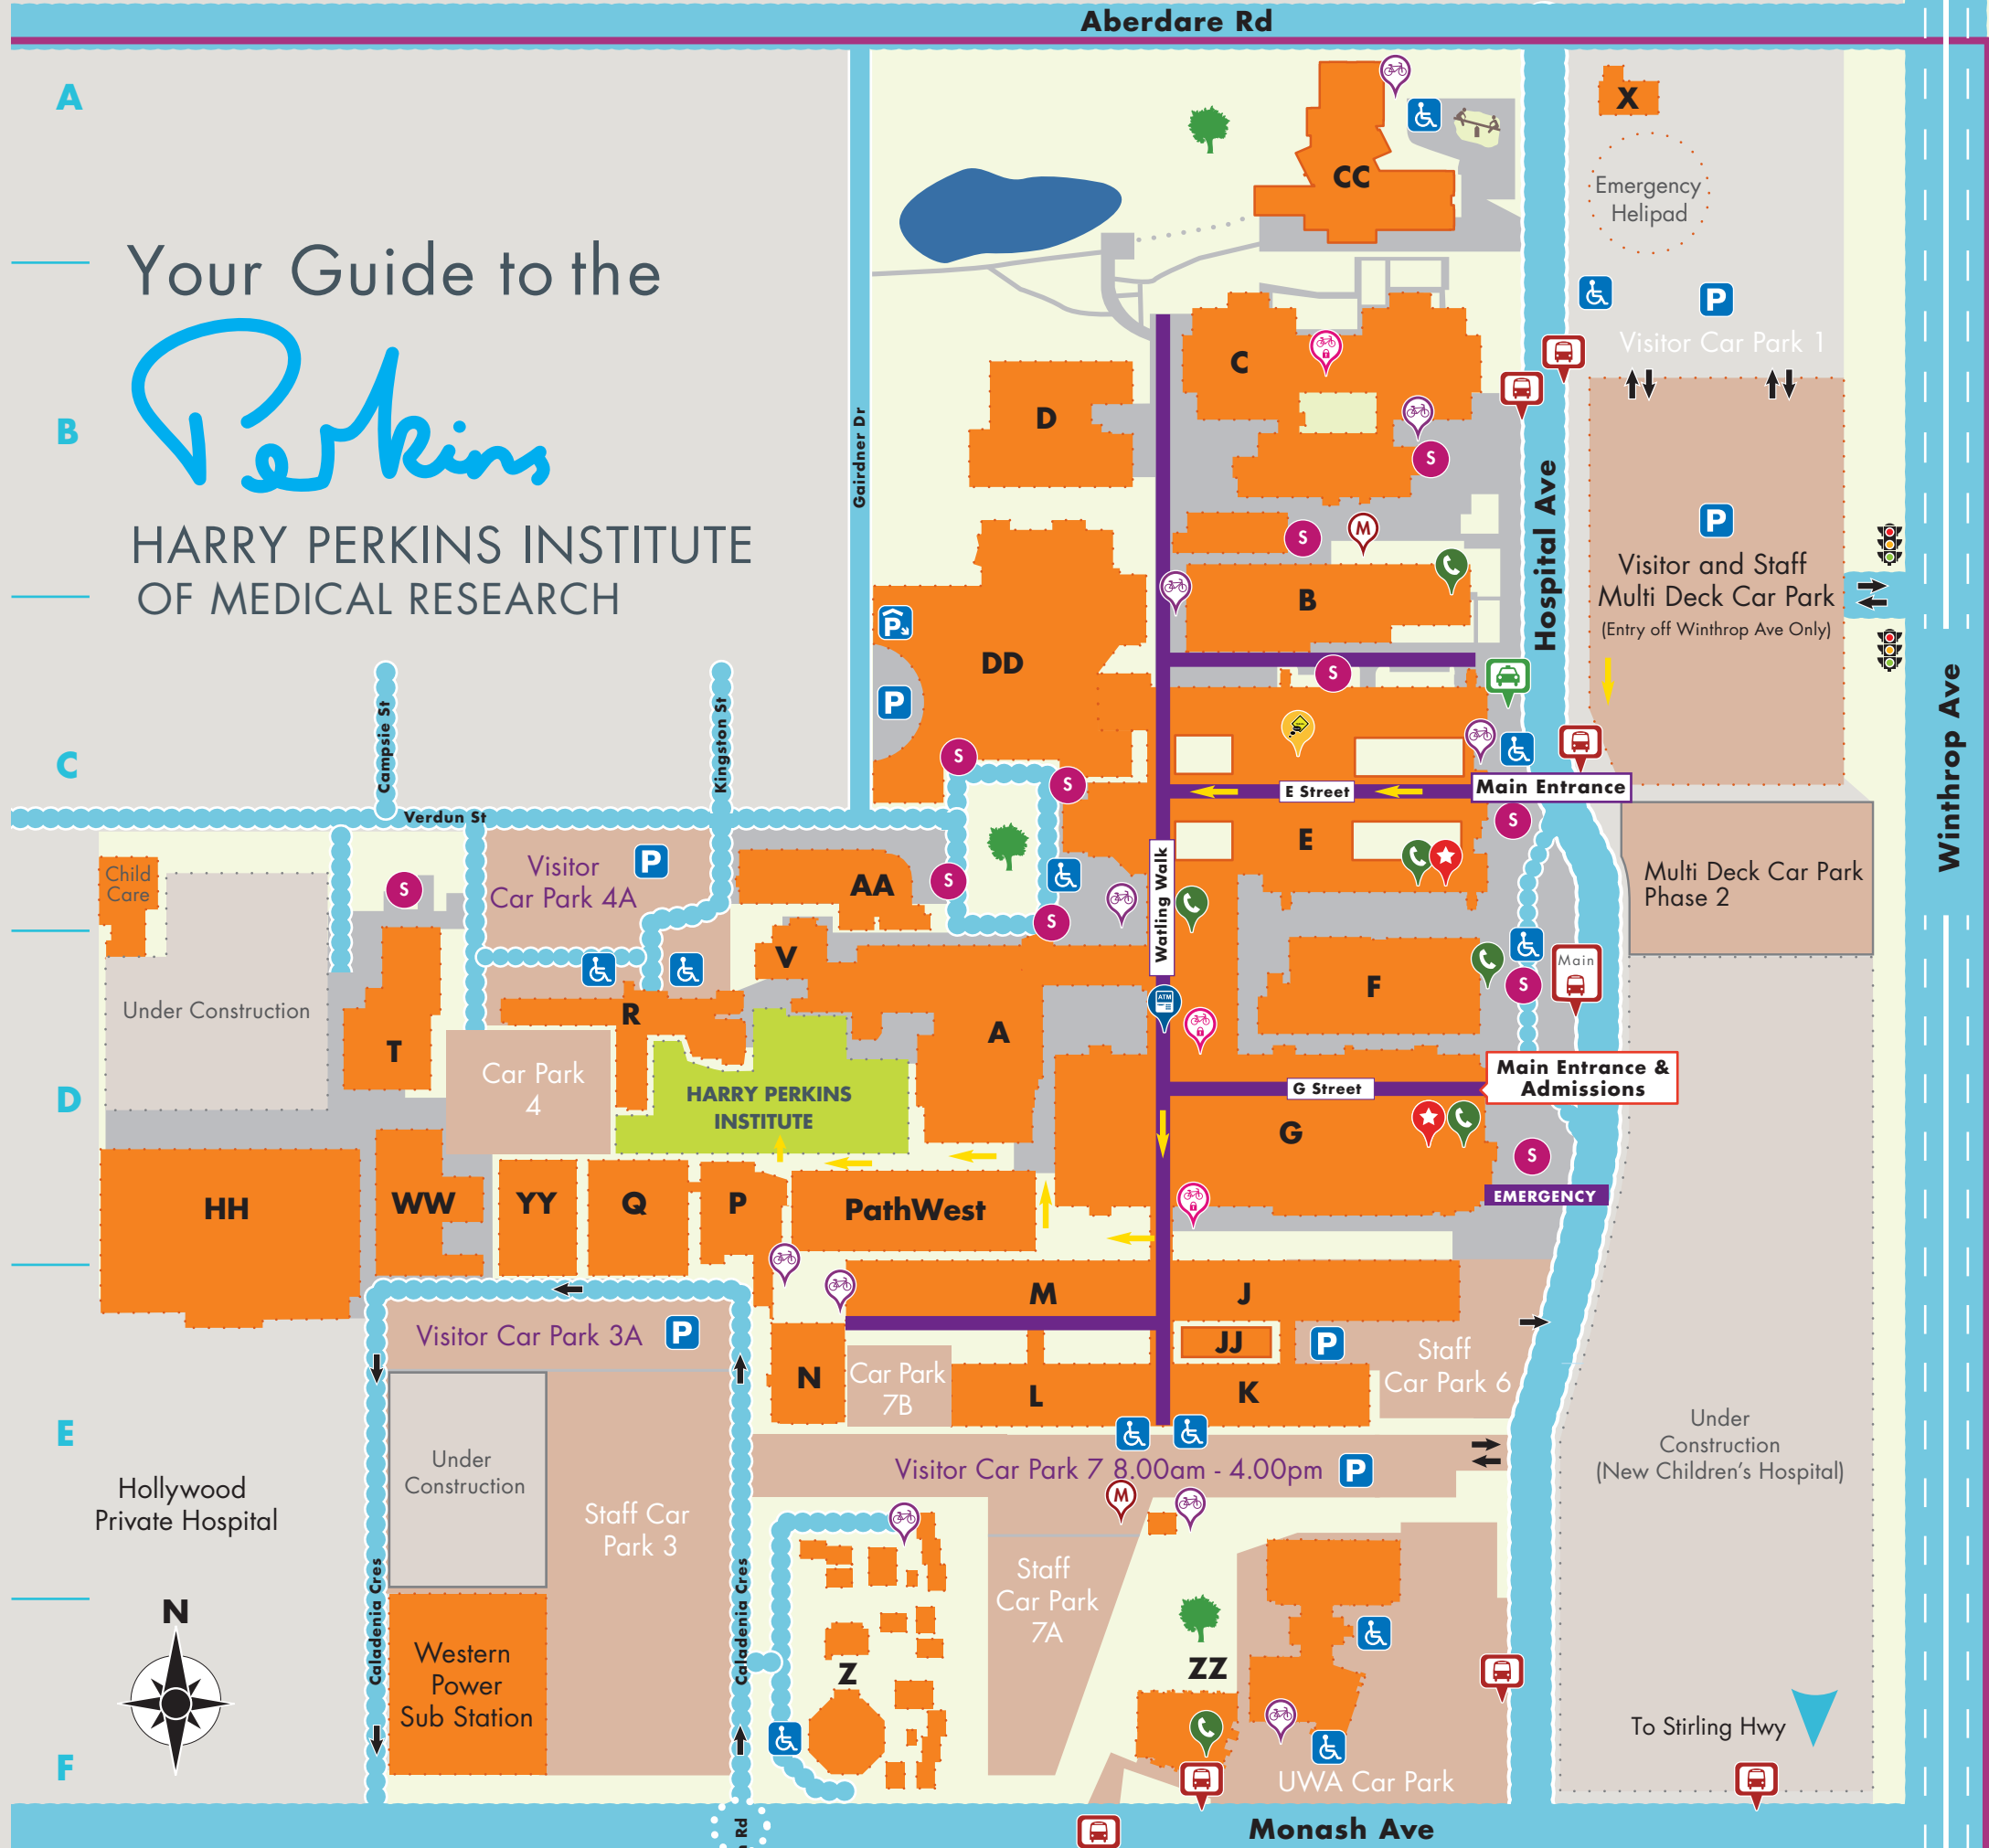 Aberdare Rd
A
X
CC
Emergency
Helipad
Your Guide to the
Perkins
HARRY PERKINS INSTITUTE
OF MEDICAL RESEARCH
P
Visitor Car Park 1
C
D
B
Gairdner Dr
S
Hospital Ave
P
Visitor and Staff
Multi Deck Car Park
(Entry off Winthrop Ave Only)
S
M
B
P
DD
P
S
Winthrop Ave
Campsie St
Kingston St
C
S
S
E Street
Main Entrance
Verdun St
S
E
Child
Care
S
Visitor
Car Park 4A
P
AA
S
S
Watling Walk
Multi Deck Car Park
Phase 2
V
F
S
Main
ATM
Under Construction
T
R
A
Car Park
4
HARRY PERKINS
INSTITUTE
G Street
Main Entrance &
Admissions
D
G
S
EMERGENCY
HH
WW
YY
Q
P
PathWest
M
J
Visitor Car Park 3A
P
JJ
P
Staff
Car Park 6
N
Car Park
7B
L
K
E
Under
Construction
Visitor Car Park 7 8.00am - 4.00pm
P
M
Under
Construction
(New Children's Hospital)
Hollywood
Private Hospital
Staff Car
Park 3
Staff
Car Park
7A
N
Caladenia Cres
Caladenia Cres
Western
Power
Sub Station
Z
ZZ
To Stirling Hwy
F
UWA Car Park
Rd
Monash Ave